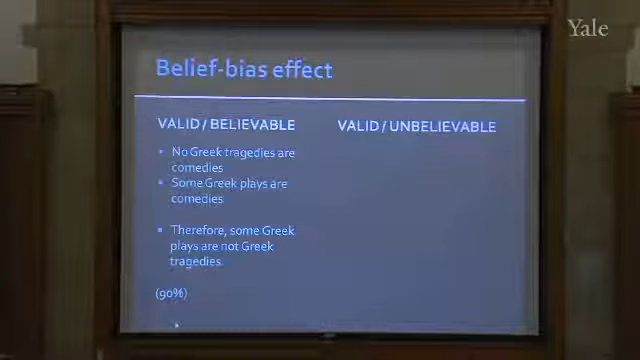 Yale
Belief-bias effect
VALID / BELIEVABLE
VALID / UNBELIEVABLE
No Greek tragedies are
comedies
Some Greek plays are
comedies
Therefore, some Greek
plays are not Greek
tragedies.
(90%)